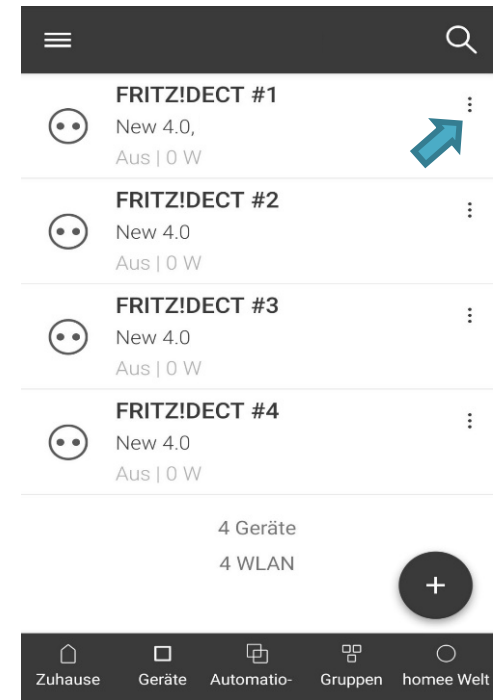 FRITZ!DECT #1
New 4.0,
Aus | 0 W
FRITZ!DECT #2
New 4.0
Aus | 0 W
FRITZ!DECT #3
New 4.0
Aus | 0 W
FRITZ!DECT #4
New 4.0
Aus | 0 W
4 Geräte
4 WLAN
+
Zuhause Geräte Automatio- Gruppen homee Welt